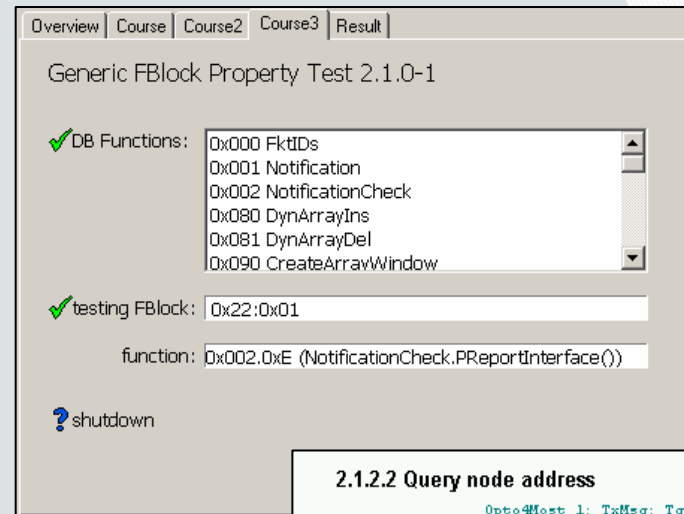 Overview Course Course2 Course3 Result
Generic FBlock Property Test 2.1.0-1
DB Functions:
0x000 FktIDs
0x001 Notification
0x002 NotificationCheck
0x080 DynArrayIns
0x081 DynArrayDel
0x090 CreateArrayWindow
testing FBlock: 0x22:0x01
function: 0x002.0xE (NotificationCheck.PReportInterface())
shutdown
2.1.2.2 Query node address
Opto4Most 1: TxMsg: